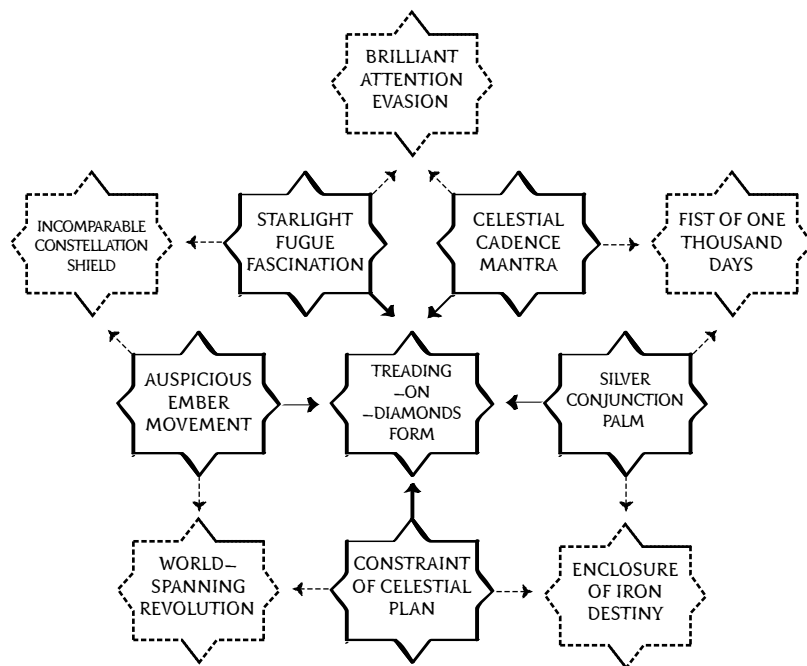 BRILLIANT
ATTENTION
EVASION
INCOMPARABLE
CONSTELLATION
SHIELD
STARLIGHT
FUGUE
FASCINATION
CELESTIAL
CADENCE
MANTRA
FIST OF ONE
THOUSAND
DAYS
AUSPICIOUS
EMBER
MOVEMENT
TREADING
–ON
–DIAMONDS
FORM
SILVER
CONJUNCTION
PALM
WORLD–
SPANNING
REVOLUTION
CONSTRAINT
OF CELESTIAL
PLAN
ENCLOSURE
OF IRON
DESTINY